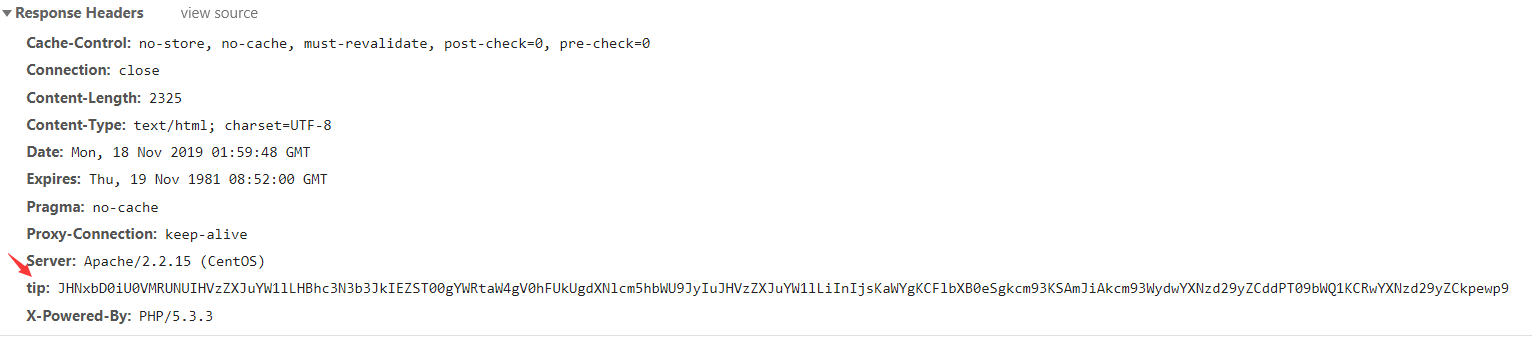 Response Headers view source
Cache-Control: no-store, no-cache, must-revalidate, post-check=0, pre-check=0
Connection: close
Content-Length: 2325
Content-Type: text/html; charset=UTF-8
Date: Mon, 18 Nov 2019 01:59:48 GMT
Expires: Thu, 19 Nov 1981 08:52:00 GMT
Pragma: no-cache
Proxy-Connection: keep-alive
Server: Apache/2.2.15 (CentOS)
tip: JHNxbD0iU0VMRUNUIHVzZXJuYW1lLHBhc3N3b3JkIEZST00gYWRtaW4gV0hFUkUgdXNlcm5hbWU9JyIuJHVzZXJuYW1lLiInIjsKaWYgKCFlbXB0eSgkcm93KSAmJiAkcm93WydwYXNzd29yZCddPT09bWQ1KCRwYXNzd29yZCkpewp9
X-Powered-By: PHP/5.3.3